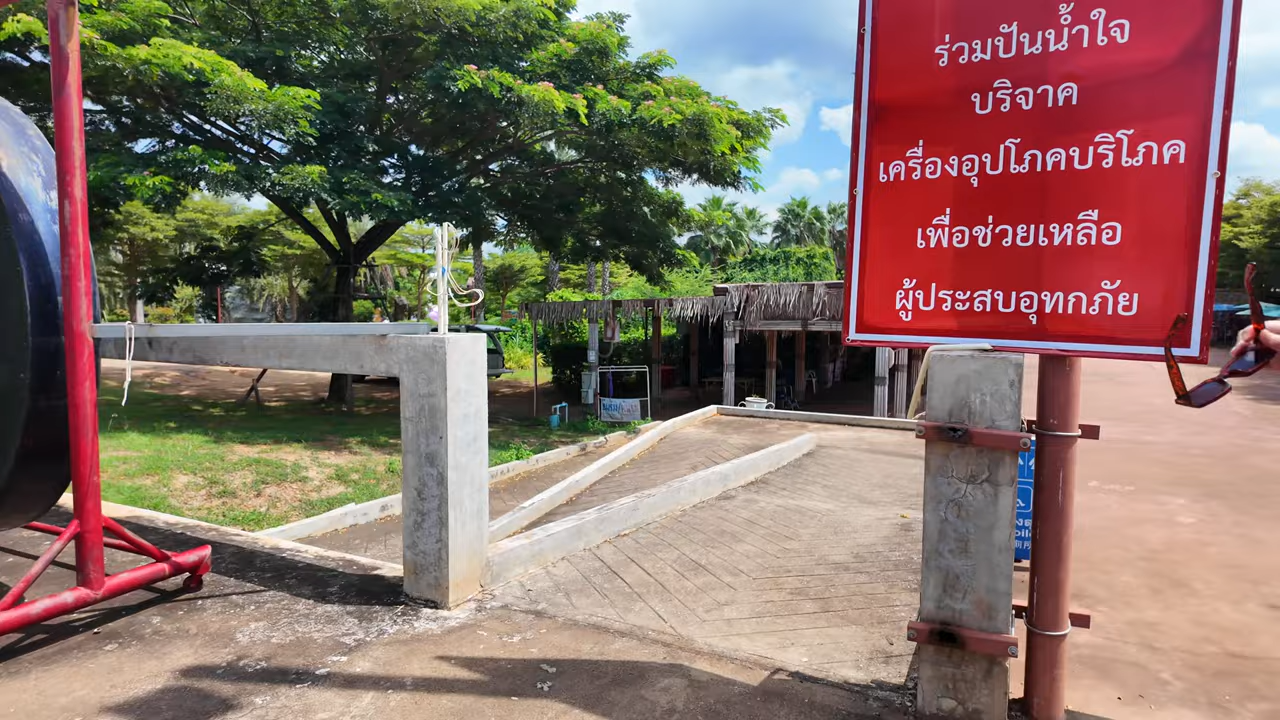 ร่วมปันน้ำใจ
บริจาค
เครื่องอุปโภคบริโภค
เพื่อช่วยเหลือ
ผู้ประสบอุทกภัย